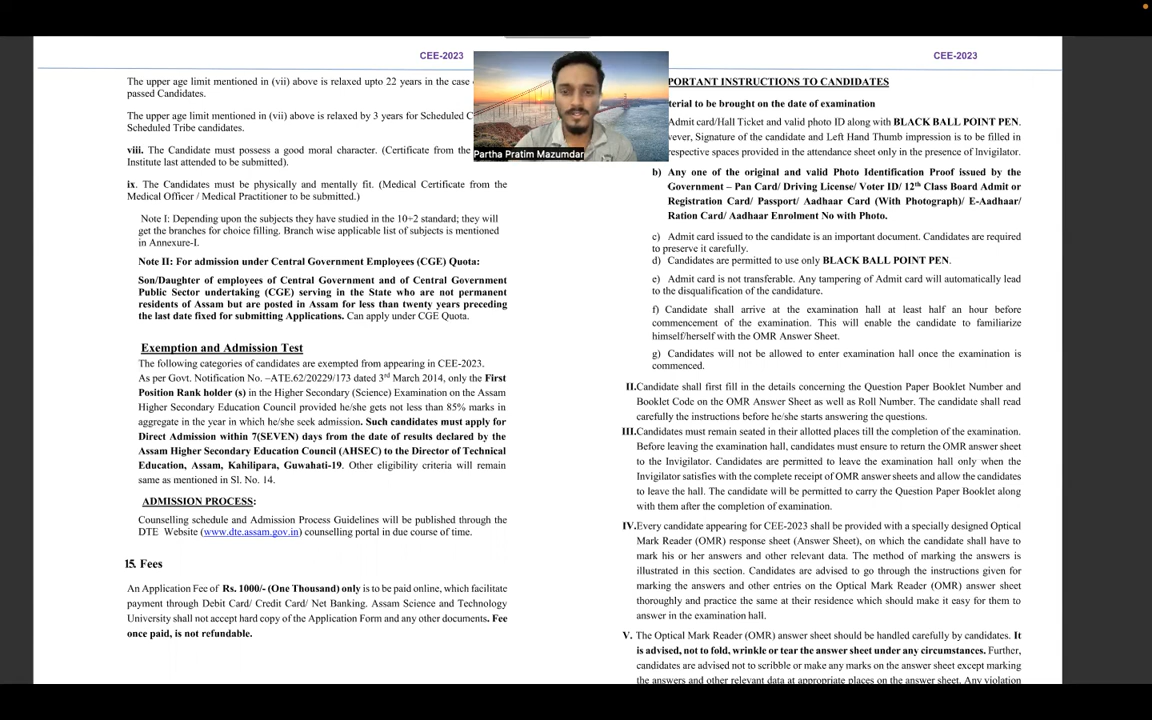 CEE-2023
The upper age limit mentioned in (vii) above is relaxed upto 22 years in the case
passed Candidates.
The upper age limit mentioned in (vii) above is relaxed by 3 years for Scheduled C
Scheduled Tribe candidates.
viii. The Candidate must possess a good moral character. (Certificate from the
Institute last attended to be submitted).
ix. The Candidates must be physically and mentally fit. (Medical Certificate from the
Medical Officer / Medical Practitioner to be submitted.)
Note I: Depending upon the subjects they have studied in the 10+2 standard; they will
get the branches for choice filling. Branch wise applicable list of subjects is mentioned
in Annexure-I.
Note II: For admission under Central Government Employees (CGE) Quota:
Son/Daughter of employees of Central Government and of Central Government
Public Sector undertaking (CGE) serving in the State who are not permanent
residents of Assam but are posted in Assam for less than twenty years preceding
the last date fixed for submitting Applications. Can apply under CGE Quota.
Exemption and Admission Test
The following categories of candidates are exempted from appearing in CEE-2023.
As per Govt. Notification No. –ATE.62/20229/173 dated 3rd March 2014, only the First
Position Rank holder (s) in the Higher Secondary (Science) Examination on the Assam
Higher Secondary Education Council provided he/she gets not less than 85% marks in
aggregate in the year in which he/she seek admission. Such candidates must apply for
Direct Admission within 7(SEVEN) days from the date of results declared by the
Assam Higher Secondary Education Council (AHSEC) to the Director of Technical
Education, Assam, Kahilipara, Guwahati-19. Other eligibility criteria will remain
same as mentioned in Sl. No. 14.
ADMISSION PROCESS:
Counselling schedule and Admission Process Guidelines will be published through the
DTE Website (www.dte.assam.gov.in) counselling portal in due course of time.
15. Fees
An Application Fee of Rs. 1000/- (One Thousand) only is to be paid online, which facilitate
payment through Debit Card/ Credit Card/ Net Banking. Assam Science and Technology
University shall not accept hard copy of the Application Form and any other documents. Fee
once paid, is not refundable.
Partha Pratim Mazumdar
CEE-2023
PORTANT INSTRUCTIONS TO CANDIDATES
terial to be brought on the date of examination
Admit card/Hall Ticket and valid photo ID along with BLACK BALL POINT PEN.
vever, Signature of the candidate and Left Hand Thumb impression is to be filled in
respective spaces provided in the attendance sheet only in the presence of Invigilator.
b) Any one of the original and valid Photo Identification Proof issued by the
Government – Pan Card/ Driving License/ Voter ID/ 12th Class Board Admit or
Registration Card/ Passport/ Aadhaar Card (With Photograph)/ E-Aadhaar/
Ration Card/ Aadhaar Enrolment No with Photo.
c) Admit card issued to the candidate is an important document. Candidates are required
to preserve it carefully.
d) Candidates are permitted to use only BLACK BALL POINT PEN.
e) Admit card is not transferable. Any tampering of Admit card will automatically lead
to the disqualification of the candidature.
f) Candidate shall arrive at the examination hall at least half an hour before
commencement of the examination. This will enable the candidate to familiarize
himself/herself with the OMR Answer Sheet.
g) Candidates will not be allowed to enter examination hall once the examination is
commenced.
II.Candidate shall first fill in the details concerning the Question Paper Booklet Number and
Booklet Code on the OMR Answer Sheet as well as Roll Number. The candidate shall read
carefully the instructions before he/she starts answering the questions.
III.Candidates must remain seated in their allotted places till the completion of the examination.
Before leaving the examination hall, candidates must ensure to return the OMR answer sheet
to the Invigilator. Candidates are permitted to leave the examination hall only when the
Invigilator satisfies with the complete receipt of OMR answer sheets and allow the candidates
to leave the hall. The candidate will be permitted to carry the Question Paper Booklet along
with them after the completion of examination.
IV.Every candidate appearing for CEE-2023 shall be provided with a specially designed Optical
Mark Reader (OMR) response sheet (Answer Sheet), on which the candidate shall have to
mark his or her answers and other relevant data. The method of marking the answers is
illustrated in this section. Candidates are advised to go through the instructions given for
marking the answers and other entries on the Optical Mark Reader (OMR) answer sheet
thoroughly and practice the same at their residence which should make it easy for them to
answer in the examination hall.
V. The Optical Mark Reader (OMR) answer sheet should be handled carefully by candidates. It
is advised, not to fold, wrinkle or tear the answer sheet under any circumstances. Further,
candidates are advised not to scribble or make any marks on the answer sheet except marking
the answers and other relevant data at appropriate places on the answer sheet. Any violation